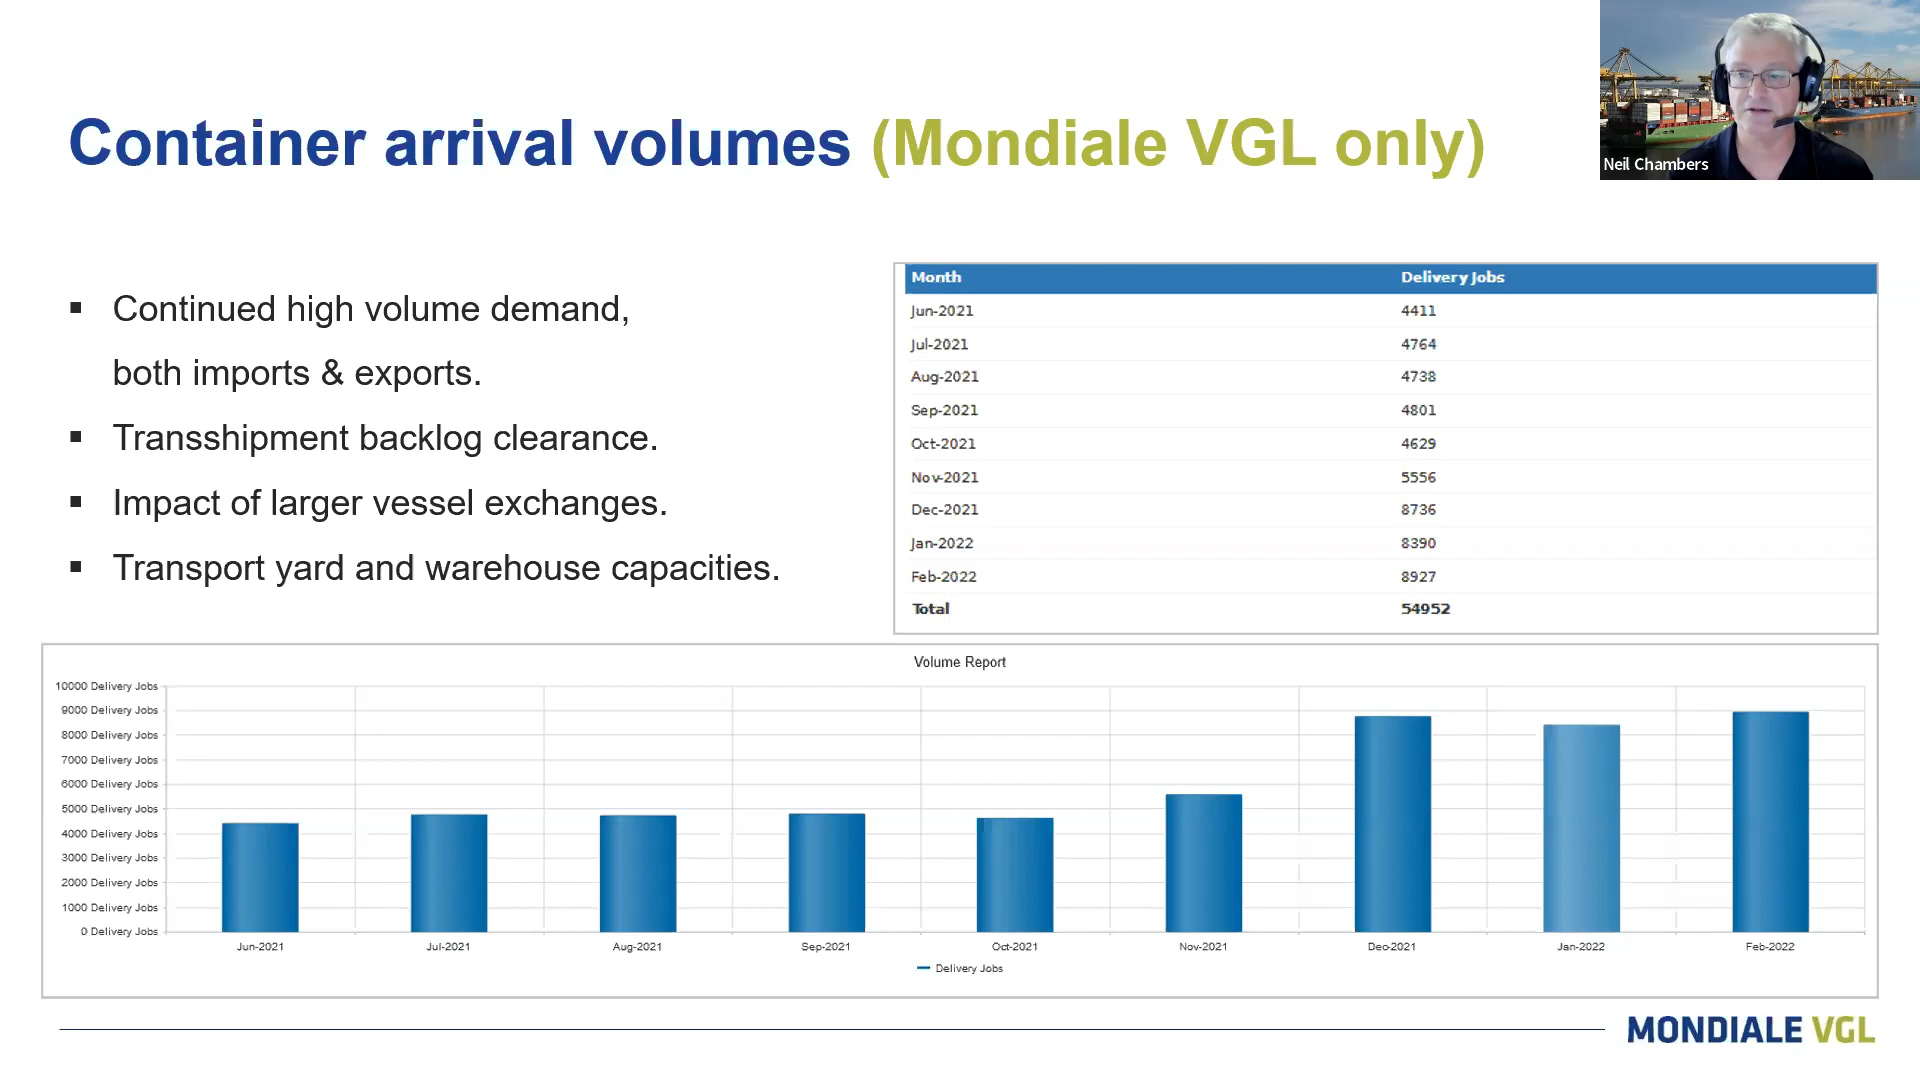 Container arrival volumes (Mondiale VGL only)
Neil Chambers
▪ Continued high volume demand,
both imports & exports.
▪ Transshipment backlog clearance.
▪ Impact of larger vessel exchanges.
▪ Transport yard and warehouse capacities.
Month Delivery Jobs
Jun-2021 4411
Jul-2021 4764
Aug-2021 4738
Sep-2021 4801
Oct-2021 4629
Nov-2021 5556
Dec-2021 8736
Jan-2022 8390
Feb-2022 8927
Total 54952
Volume Report
10000 Delivery Jobs
9000 Delivery Jobs
8000 Delivery Jobs
7000 Delivery Jobs
6000 Delivery Jobs
5000 Delivery Jobs
4000 Delivery Jobs
3000 Delivery Jobs
2000 Delivery Jobs
1000 Delivery Jobs
0 Delivery Jobs
Jun-2021 Jul-2021 Aug-2021 Sep-2021 Oct-2021 Nov-2021 Dec-2021 Jan-2022 Feb-2022
Delivery Jobs
MONDIALE VGL